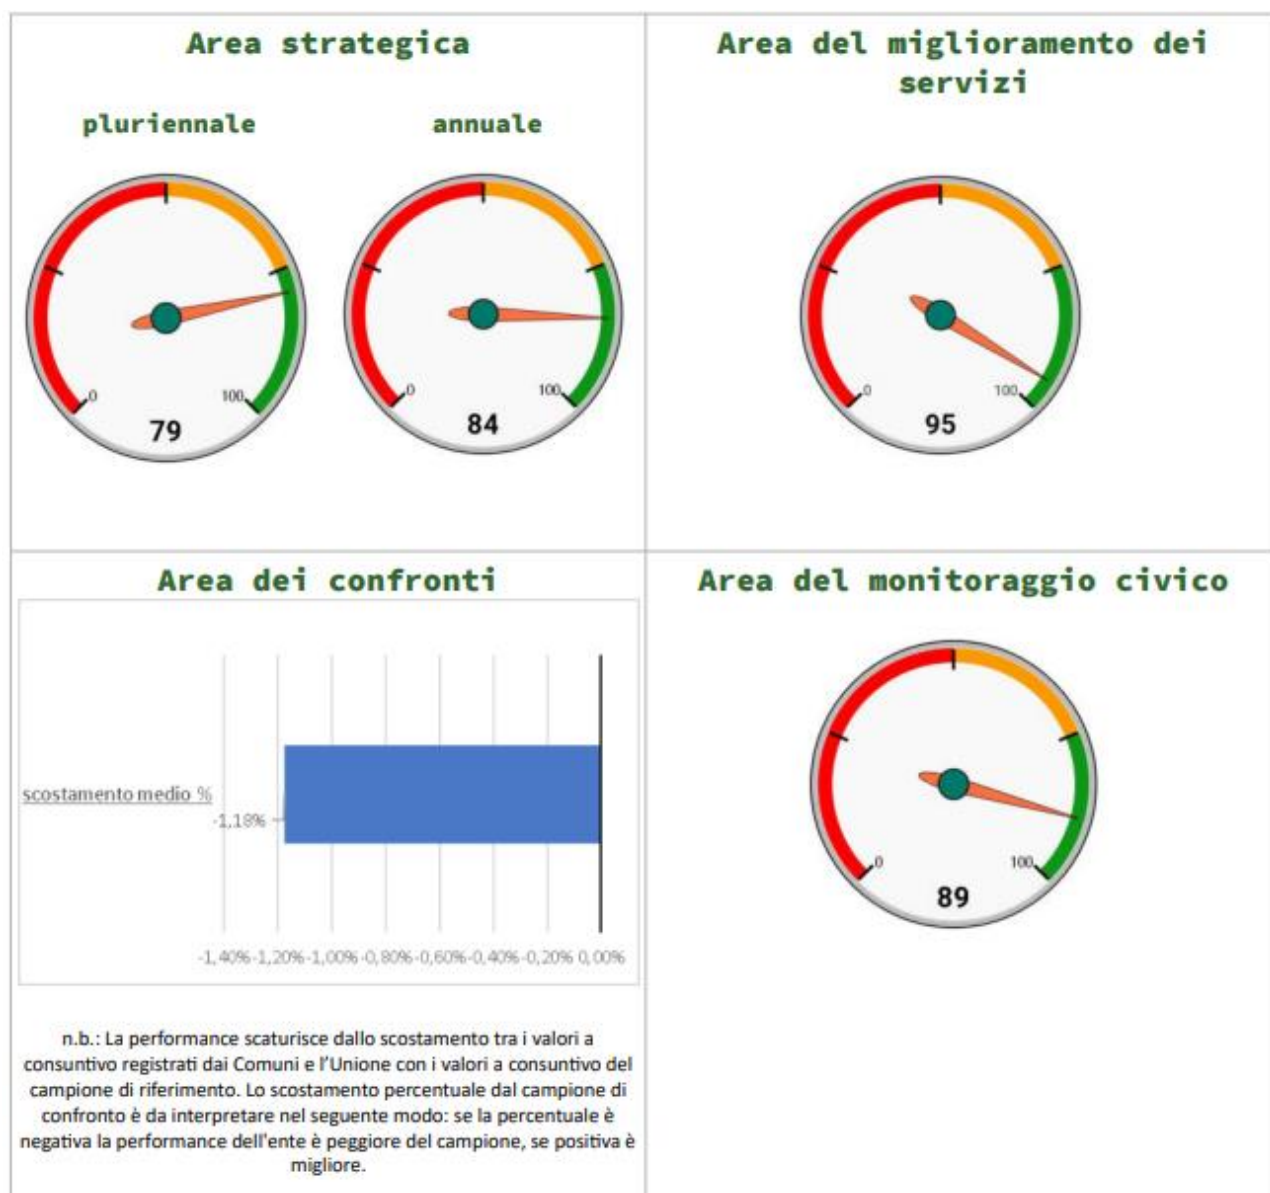 Area strategica
pluriennale
annuale
0
100
79
0
100
84
Area del miglioramento dei
servizi
0
100
95
Area dei confronti
scostamento medio %
-1,18%
-1,40% -1,20% -1,00% -0,80% -0,60% -0,40% -0,20% 0,00%
n.b.: La performance scaturisce dallo scostamento tra i valori a
consuntivo registrati dai Comuni e l'Unione con i valori a consuntivo del
campione di riferimento. Lo scostamento percentuale dal campione di
confronto è da interpretare nel seguente modo: se la percentuale è
negativa la performance dell'ente è peggiore del campione, se positiva è
migliore.
Area del monitoraggio civico
0
100
89